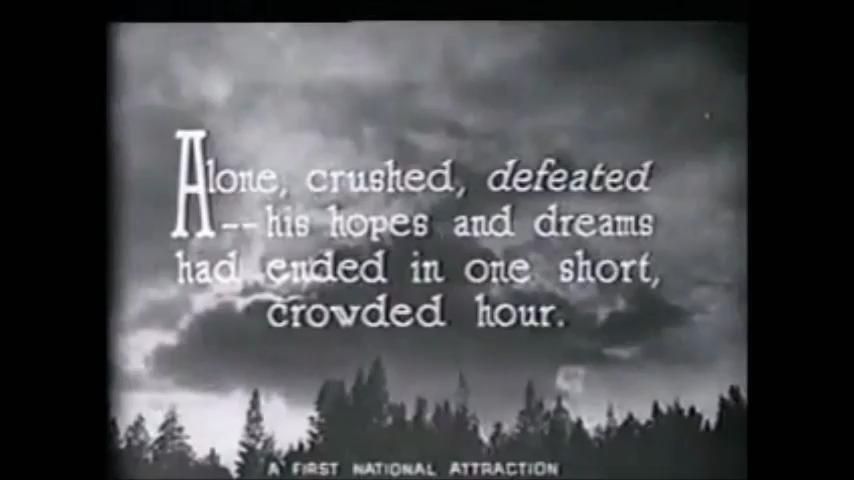 Alone, crushed, defeated
-- his hopes and dreams
had ended in one short,
crowded hour.
A FIRST NATIONAL ATTRACTION